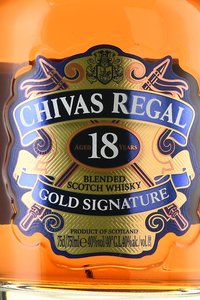 CHIVAS REGAL
AGED 18 YEARS
BLENDED
SCOTCH WHISKY
GOLD SIGNATURE
PRODUCT OF SCOTLAND